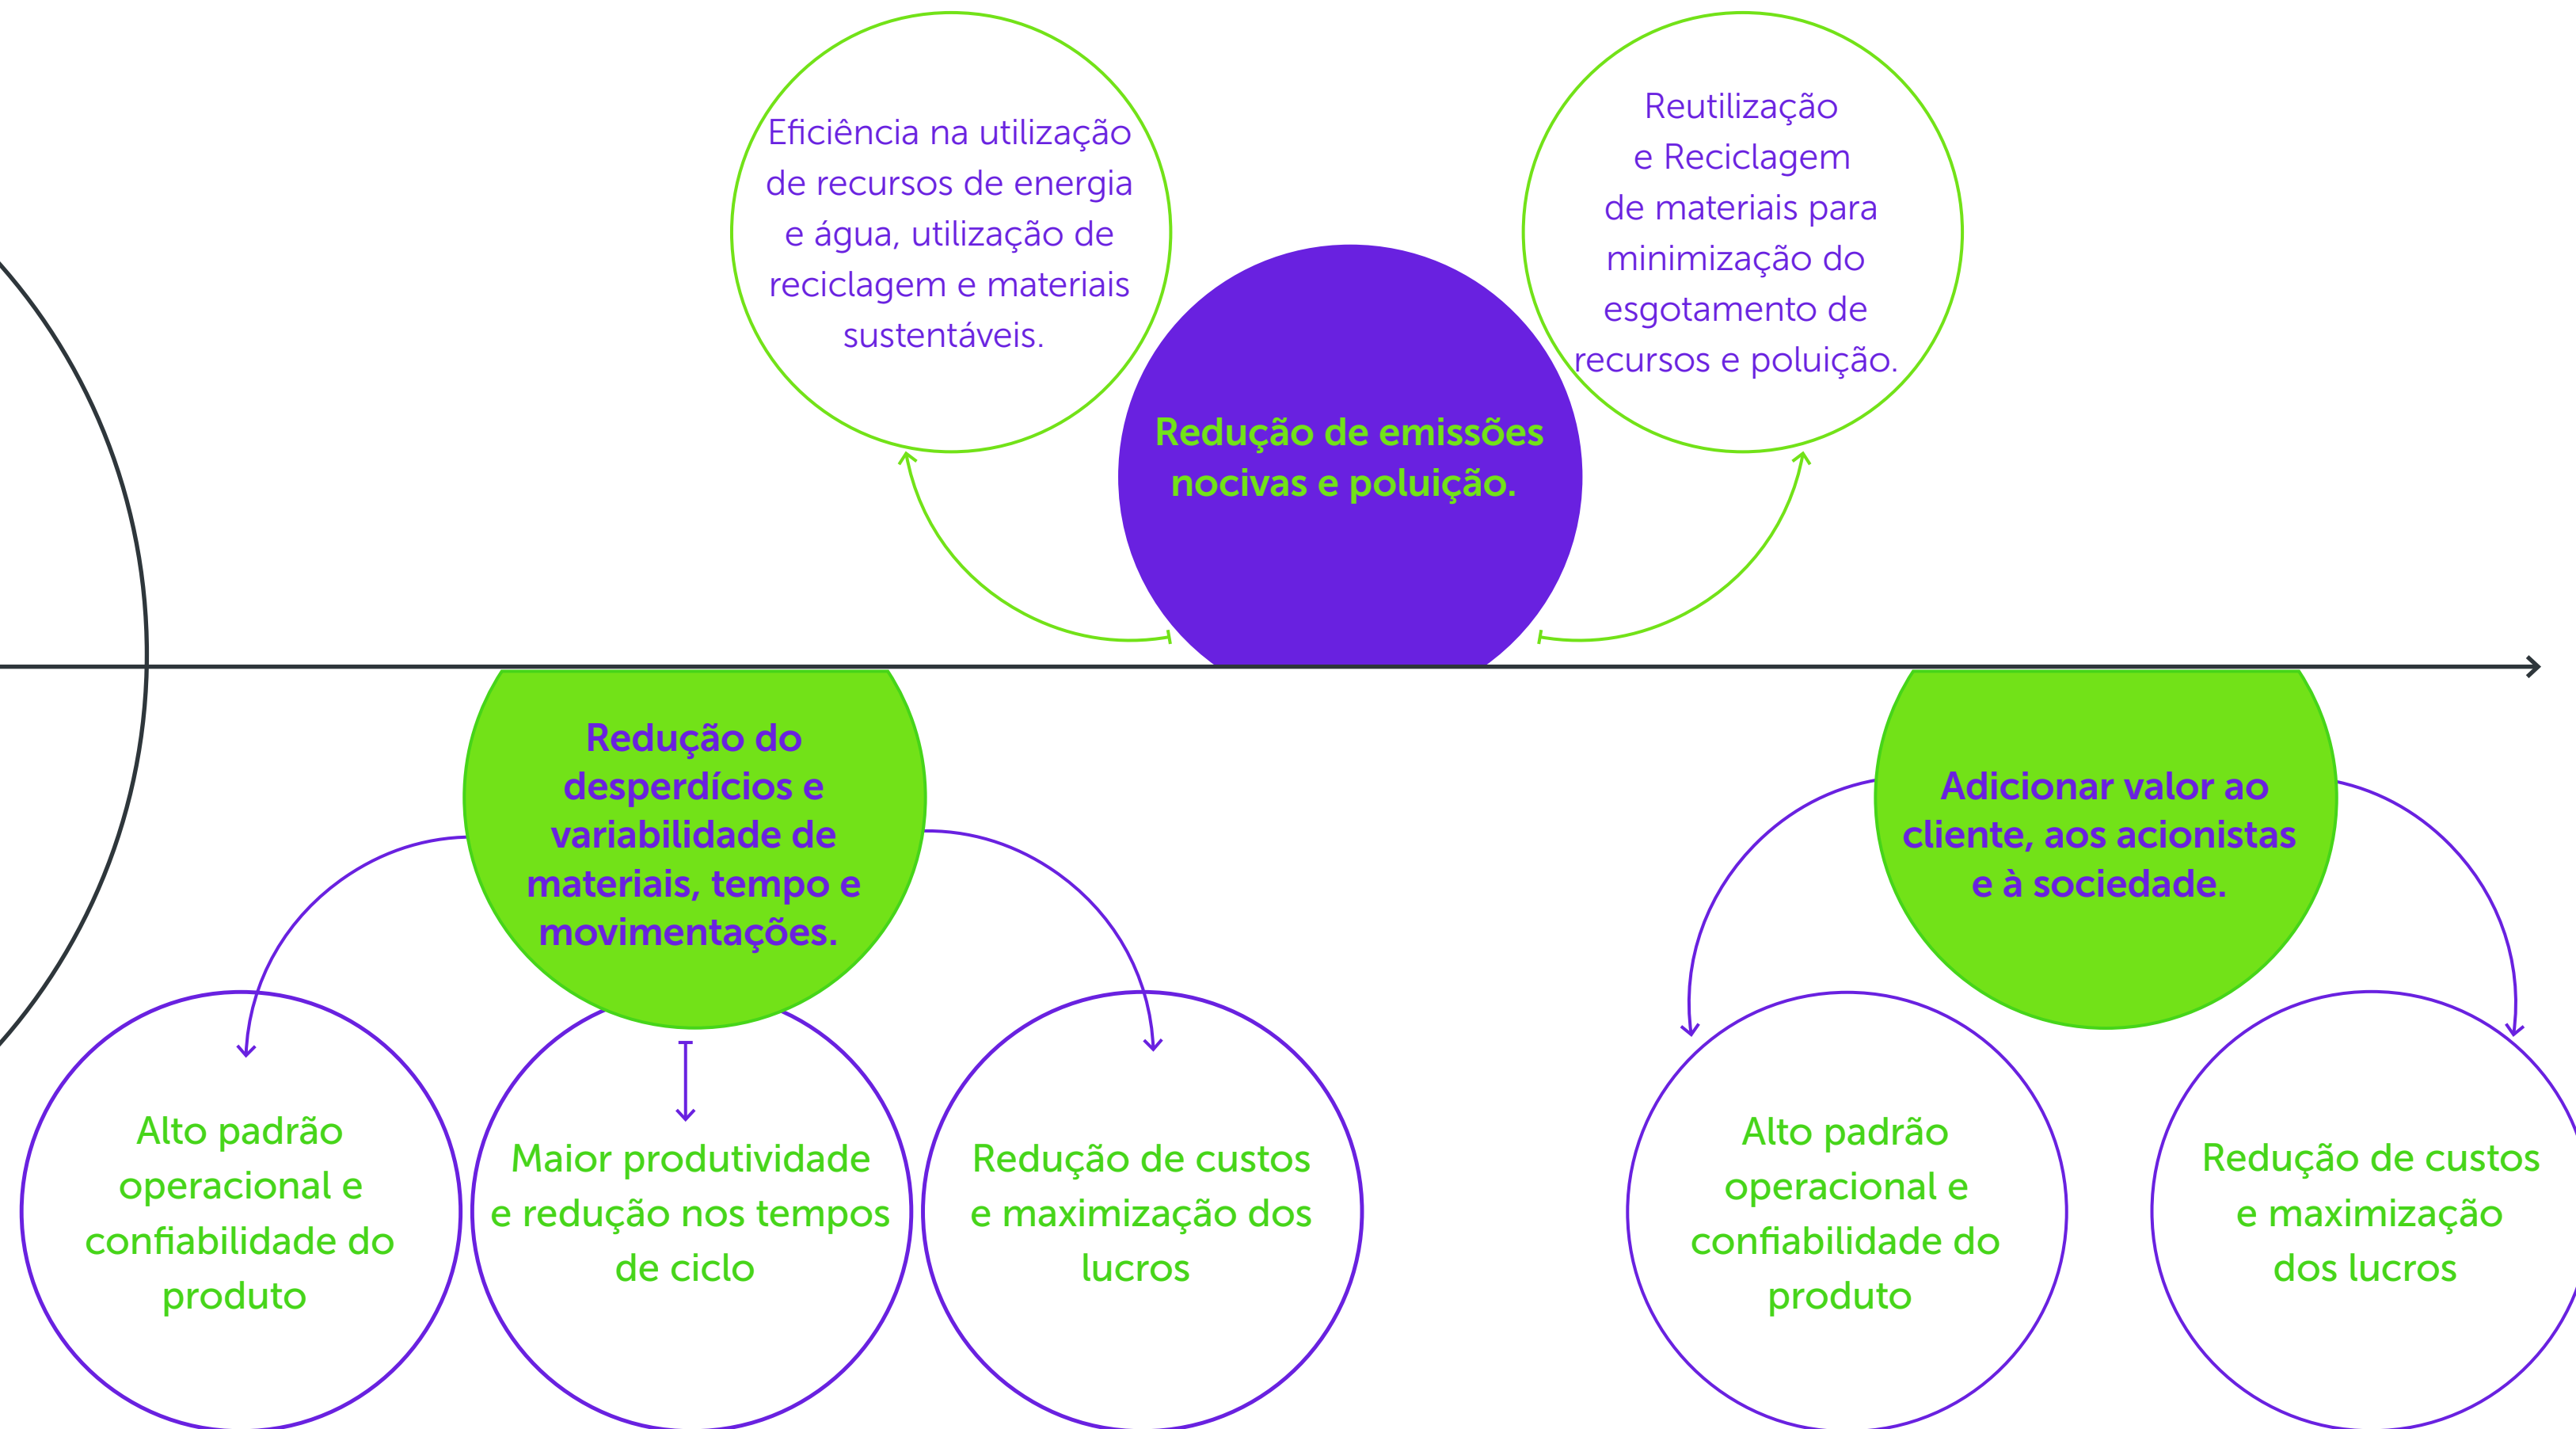 Eficiência na utilização
de recursos de energia
e água, utilização de
reciclagem e materiais
sustentáveis.
Reutilização
e Reciclagem
de materiais para
minimização do
esgotamento de
recursos e poluição.
Redução de emissões
nocivas e poluição.
Redução do
desperdícios e
variabilidade de
materiais, tempo e
movimentações.
Adicionar valor ao
cliente, aos acionistas
e à sociedade.
Alto padrão
operacional e
confiabilidade do
produto
Maior produtividade
e redução nos tempos
de ciclo
Redução de custos
e maximização dos
lucros
Alto padrão
operacional e
confiabilidade do
produto
Redução de custos
e maximização
dos lucros